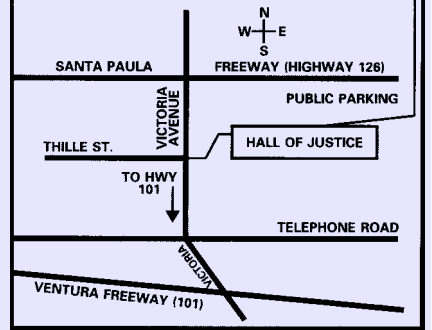 N
W E
S
SANTA PAULA FREEWAY (HIGHWAY 126)
PUBLIC PARKING
VICTORIA
AVENUE
HALL OF JUSTICE
THILLE ST.
TO HWY
101
TELEPHONE ROAD
VICTORIA
VENTURA FREEWAY (101)